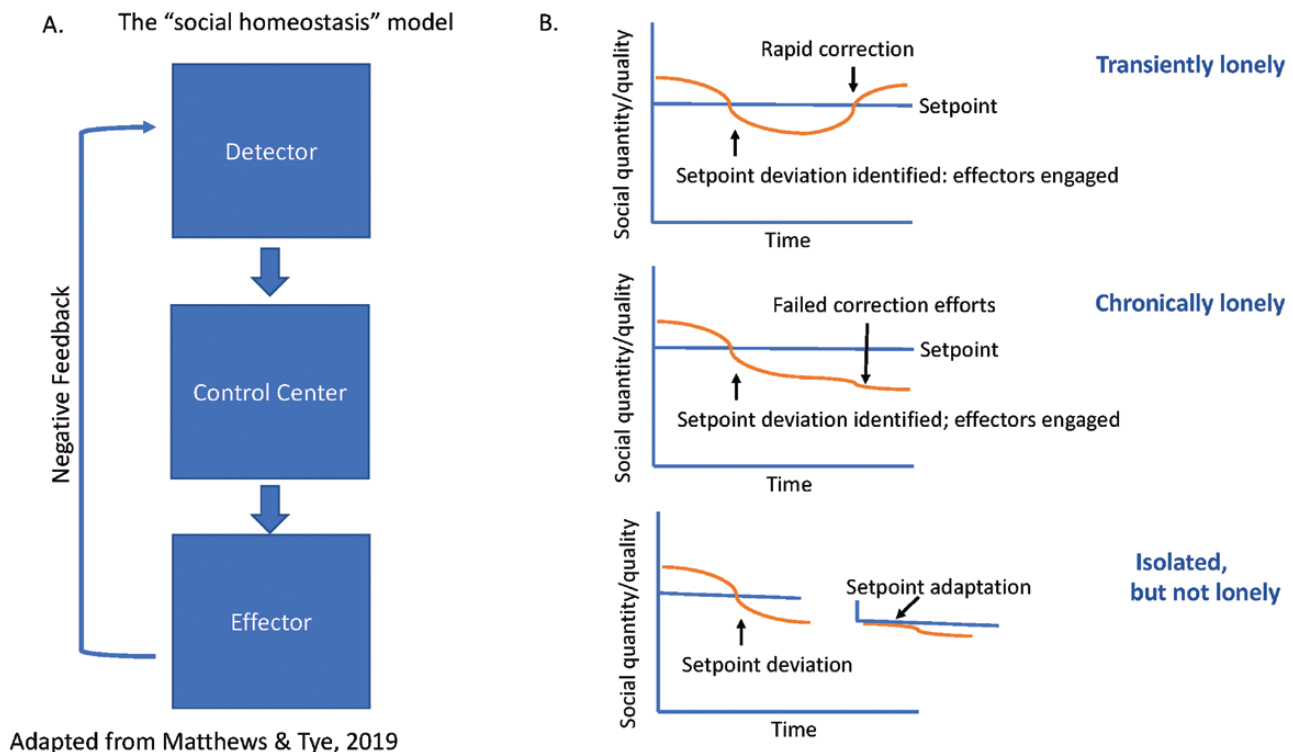 A.
The “social homeostasis” model
Detector
Control Center
Effector
Negative Feedback
Adapted from Matthews & Tye, 2019
B.
Social quantity/quality
Rapid correction
Transiently lonely
Setpoint
Setpoint deviation identified: effectors engaged
Time
Social quantity/quality
Failed correction efforts
Chronically lonely
Setpoint
Setpoint deviation identified; effectors engaged
Time
Social quantity/quality
Isolated,
but not lonely
Setpoint adaptation
Setpoint deviation
Time